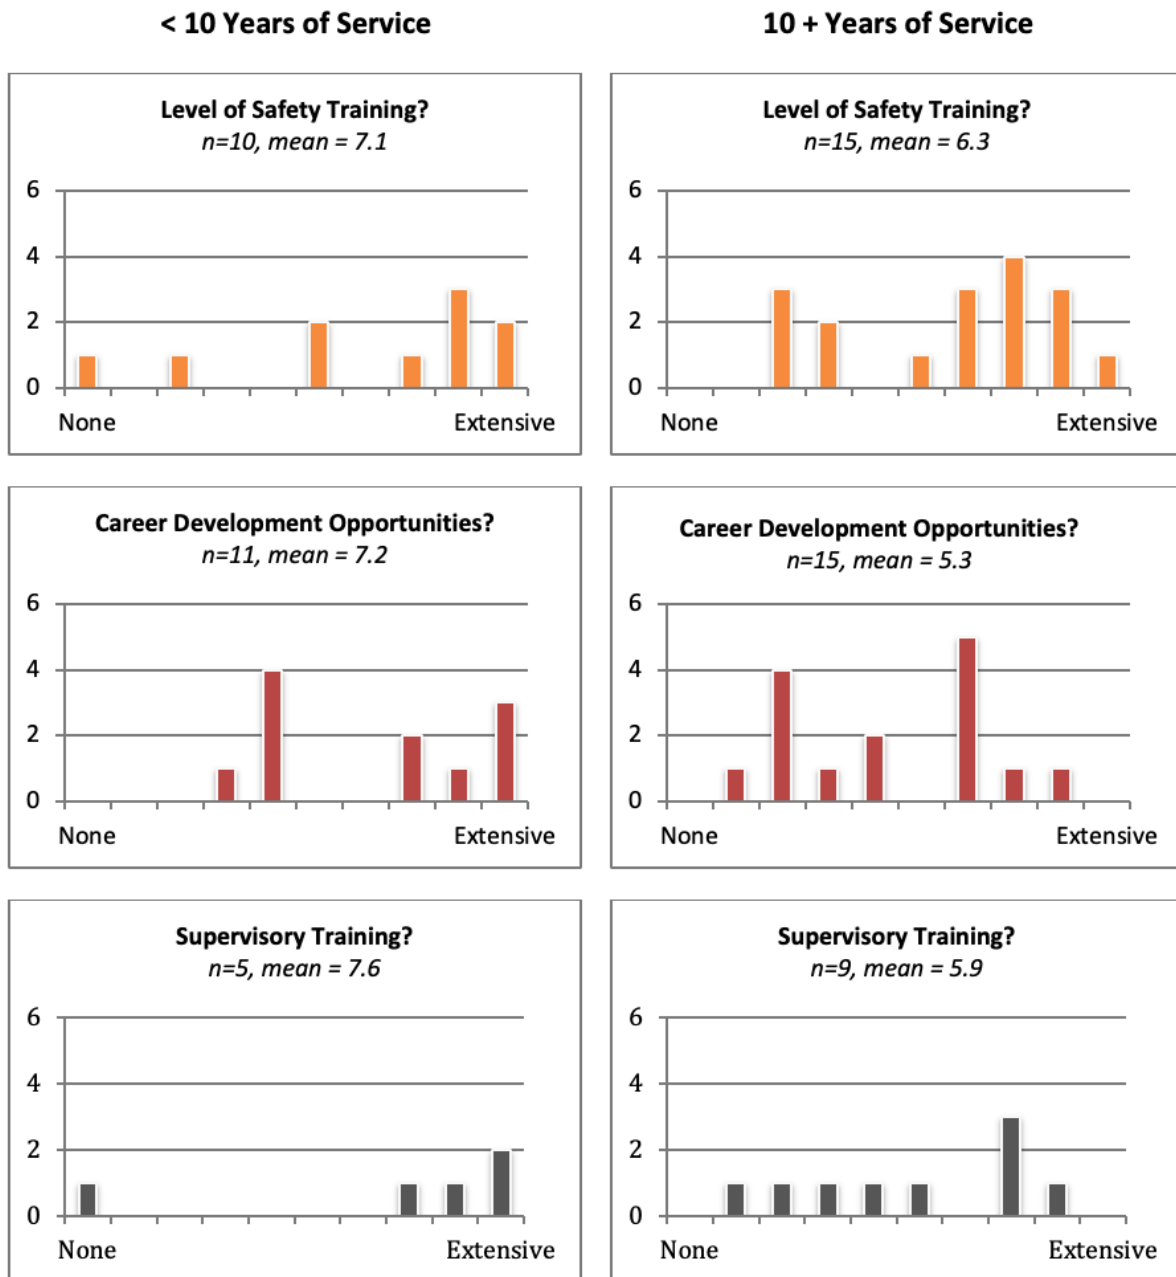 < 10 Years of Service
10 + Years of Service
Level of Safety Training?
n=10, mean = 7.1
6
4
2
0
None Extensive
Level of Safety Training?
n=15, mean = 6.3
6
4
2
0
None Extensive
Career Development Opportunities?
n=11, mean = 7.2
6
4
2
0
None Extensive
Career Development Opportunities?
n=15, mean = 5.3
6
4
2
0
None Extensive
Supervisory Training?
n=5, mean = 7.6
6
4
2
0
None Extensive
Supervisory Training?
n=9, mean = 5.9
6
4
2
0
None Extensive